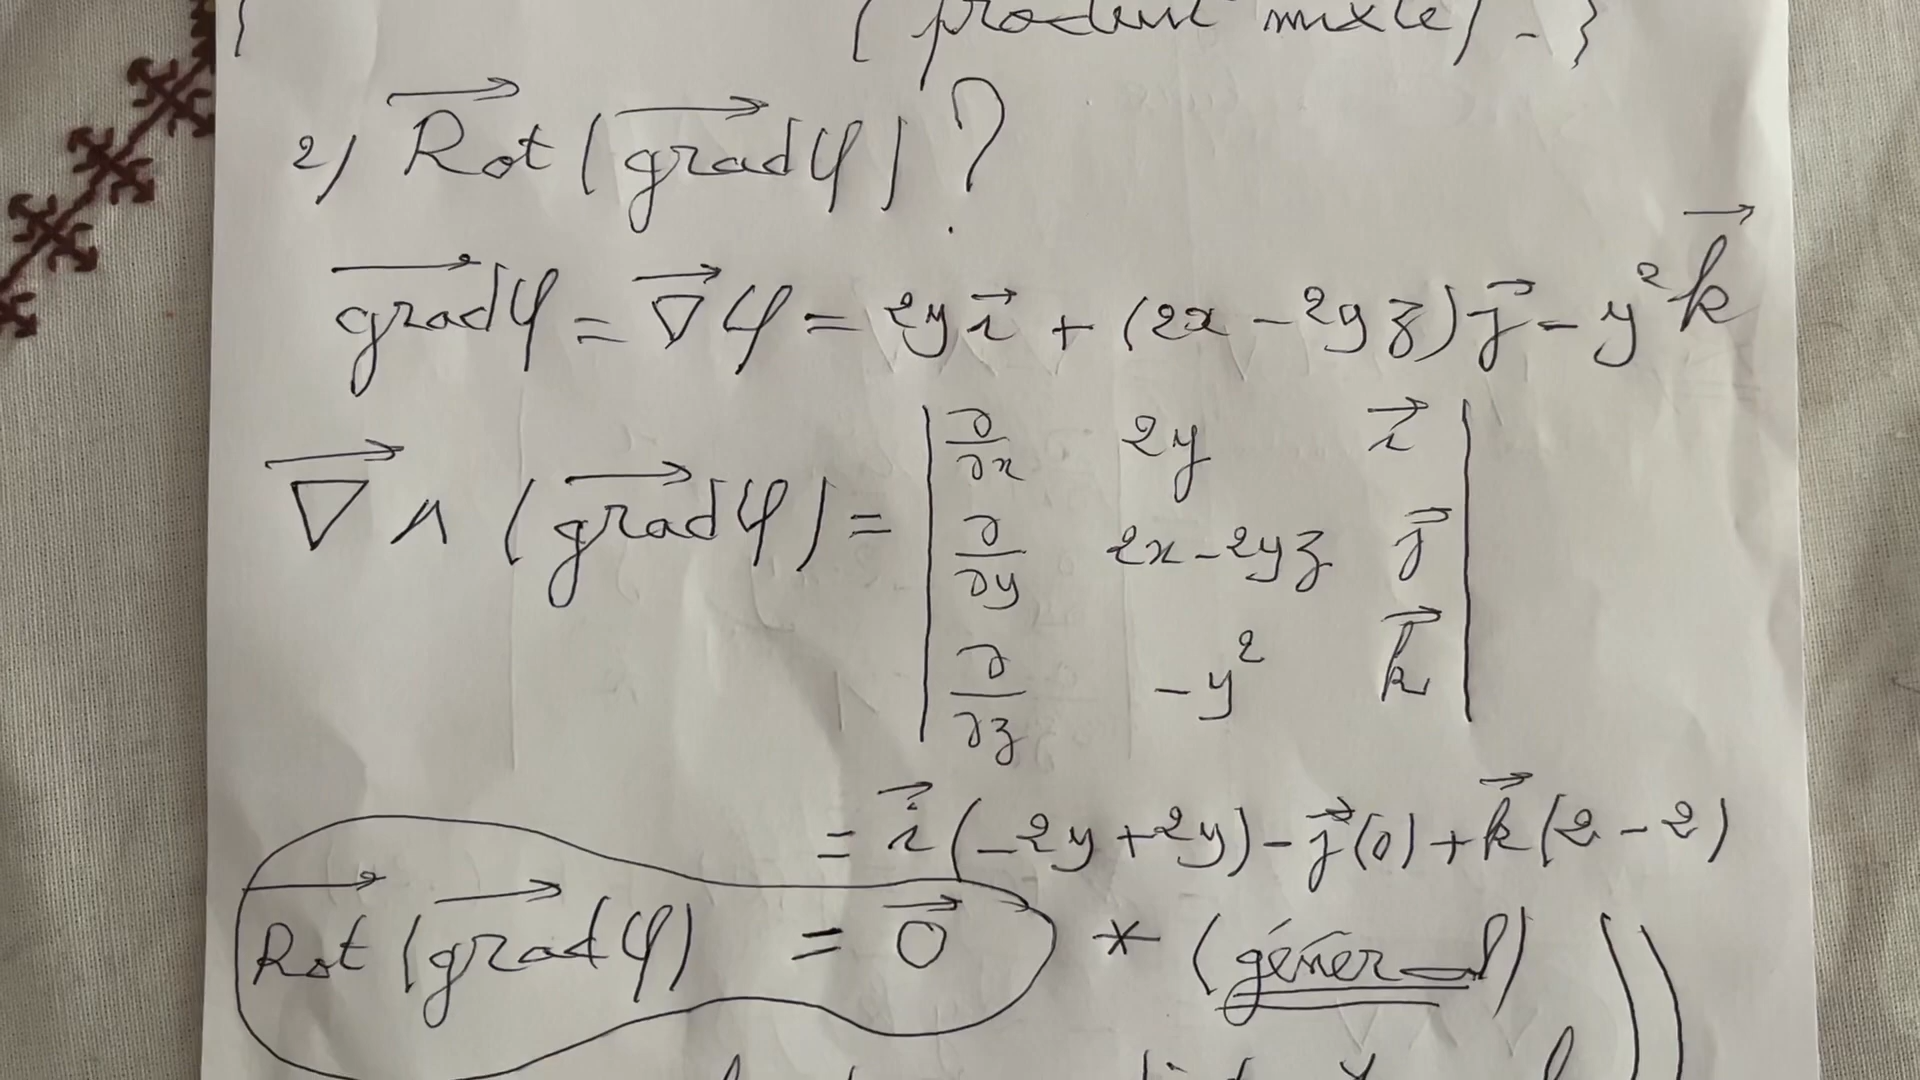 ( produit mixte ) . }
2) Rot ( grad φ ) ?
grad φ = ∇ φ = 2y i + (2x - 2yz) j - y² k
∇ ∧ ( grad φ ) = | ∂/∂x 2y i |
| ∂/∂y 2x - 2yz j |
| ∂/∂z - y² k |
= i (-2y + 2y) - j (0) + k (2 - 2)
Rot ( grad φ ) = 0 * (général)